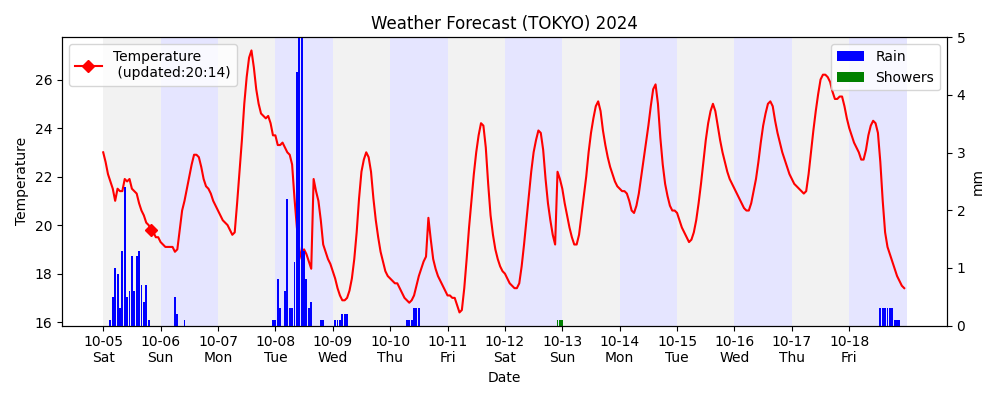 Weather Forecast (TOKYO) 2024
Temperature
(updated:20:14)
Rain
Showers
Temperature
26
24
22
20
18
16
5
4
3
2
1
0
mm
10-05 10-06 10-07 10-08 10-09 10-10 10-11 10-12 10-13 10-14 10-15 10-16 10-17 10-18
Sat Sun Mon Tue Wed Thu Fri Sat Sun Mon Tue Wed Thu Fri
Date